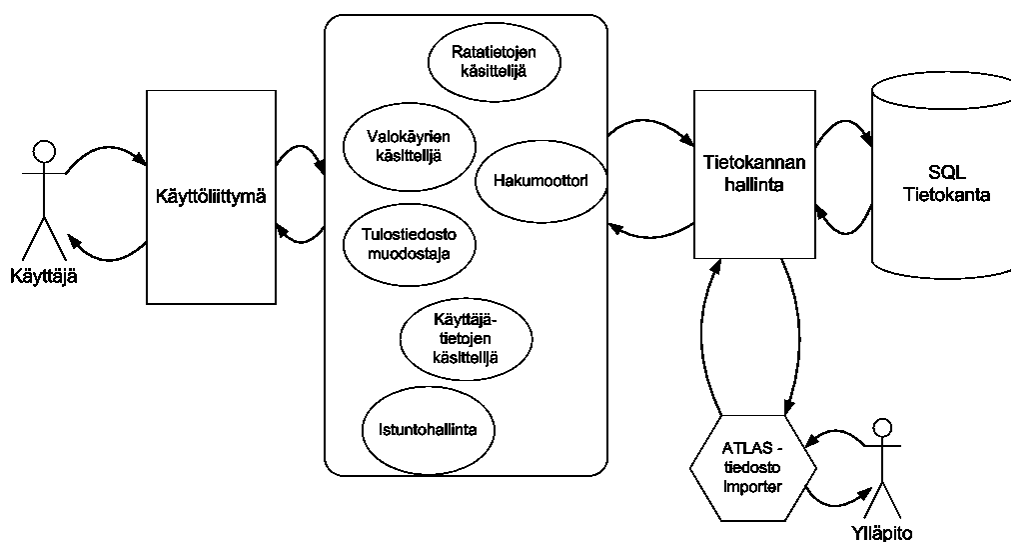 Ratatietojen
käsittelijä
Valokäyrien
käsittelijä
Hakumoottori
Tulostiedosto
muodostaja
Käyttäjä-
tietojen
käsittelijä
Istuntohallinta
Käyttäjä
Käyttöliittymä
Tietokannan
hallinta
SQL
Tietokanta
ATLAS -
tiedosto
Importer
Ylläpito